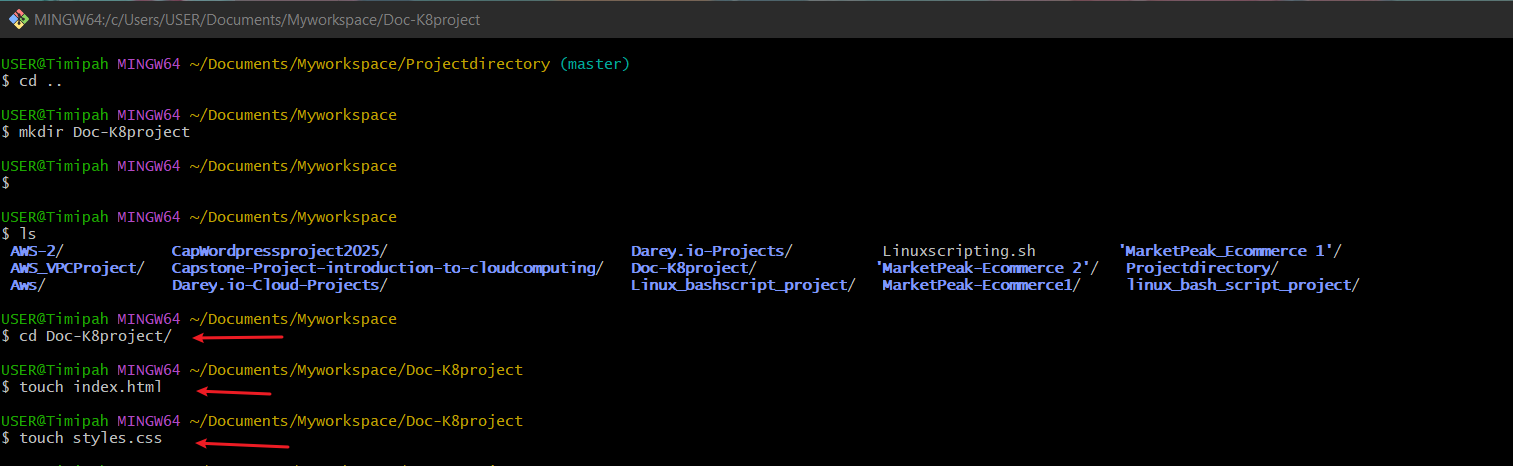 MINGW64:/c/Users/USER/Documents/Myworkspace/Doc-K8project
USER@Timipah MINGW64 ~/Documents/Myworkspace/Projectdirectory (master)
$ cd ..
USER@Timipah MINGW64 ~/Documents/Myworkspace
$ mkdir Doc-K8project
USER@Timipah MINGW64 ~/Documents/Myworkspace
$
USER@Timipah MINGW64 ~/Documents/Myworkspace
$ ls
AWS-2/ CapWordpressproject2025/ Darey.io-Projects/ Linuxscripting.sh 'MarketPeak_Ecommerce 1'/
AWS_VPCProject/ Capstone-Project-introduction-to-cloudcomputing/ Doc-K8project/ 'MarketPeak-Ecommerce 2'/ Projectdirectory/
Aws/ Darey.io-Cloud-Projects/ Linux_bashscript_project/ MarketPeak-Ecommerce1/ linux_bash_script_project/
USER@Timipah MINGW64 ~/Documents/Myworkspace
$ cd Doc-K8project/
USER@Timipah MINGW64 ~/Documents/Myworkspace/Doc-K8project
$ touch index.html
USER@Timipah MINGW64 ~/Documents/Myworkspace/Doc-K8project
$ touch styles.css